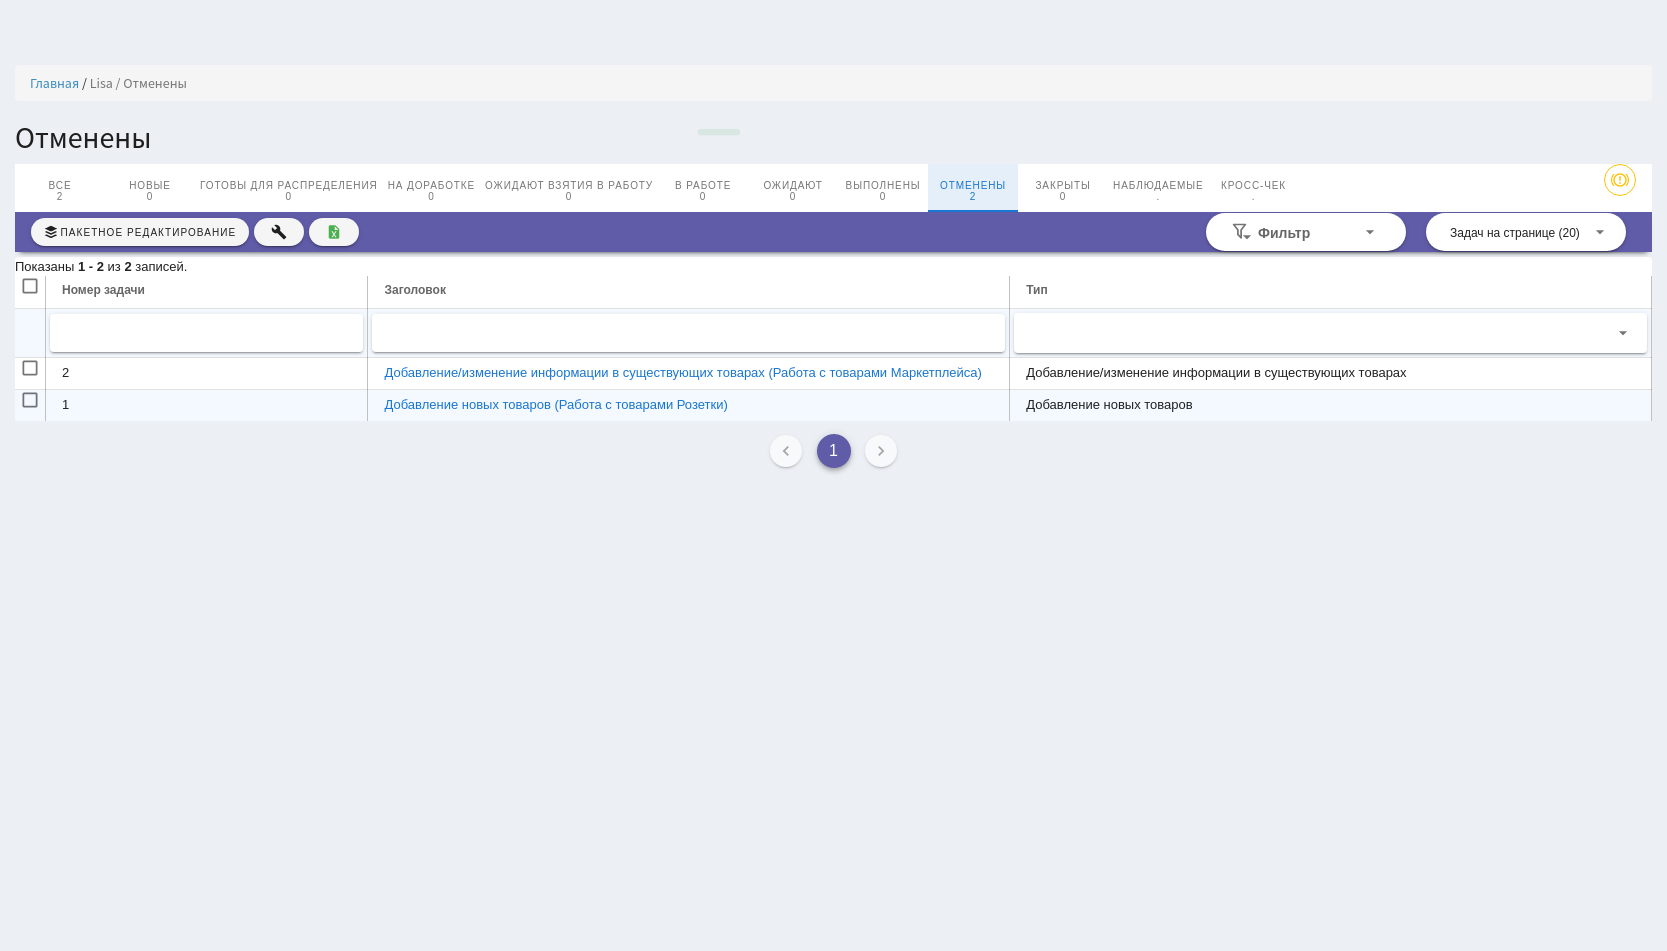 Главная / Lisa / Отменены
Отменены
ВСЕ НОВЫЕ ГОТОВЫ ДЛЯ РАСПРЕДЕЛЕНИЯ НА ДОРАБОТКЕ ОЖИДАЮТ ВЗЯТИЯ В РАБОТУ В РАБОТЕ ОЖИДАЮТ ВЫПОЛНЕНЫ ОТМЕНЕНЫ ЗАКРЫТЫ НАБЛЮДАЕМЫЕ КРОСС-ЧЕК
2 0 0 0 0 0 0 0 2 0 . .
ПАКЕТНОЕ РЕДАКТИРОВАНИЕ Фильтр Задач на странице (20)
Показаны 1 - 2 из 2 записей.
Номер задачи Заголовок Тип
2 Добавление/изменение информации в существующих товарах (Работа с товарами Маркетплейса) Добавление/изменение информации в существующих товарах
1 Добавление новых товаров (Работа с товарами Розетки) Добавление новых товаров
1